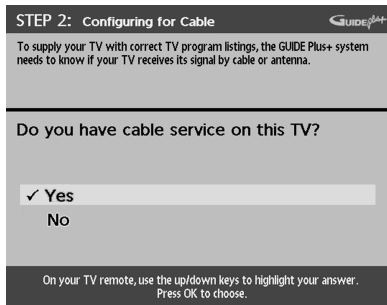 STEP 2: Configuring for Cable
GUIDE Plus+
To supply your TV with correct TV program listings, the GUIDE Plus+ system
needs to know if your TV receives its signal by cable or antenna.
Do you have cable service on this TV?
✓ Yes
No
On your TV remote, use the up/down keys to highlight your answer.
Press OK to choose.